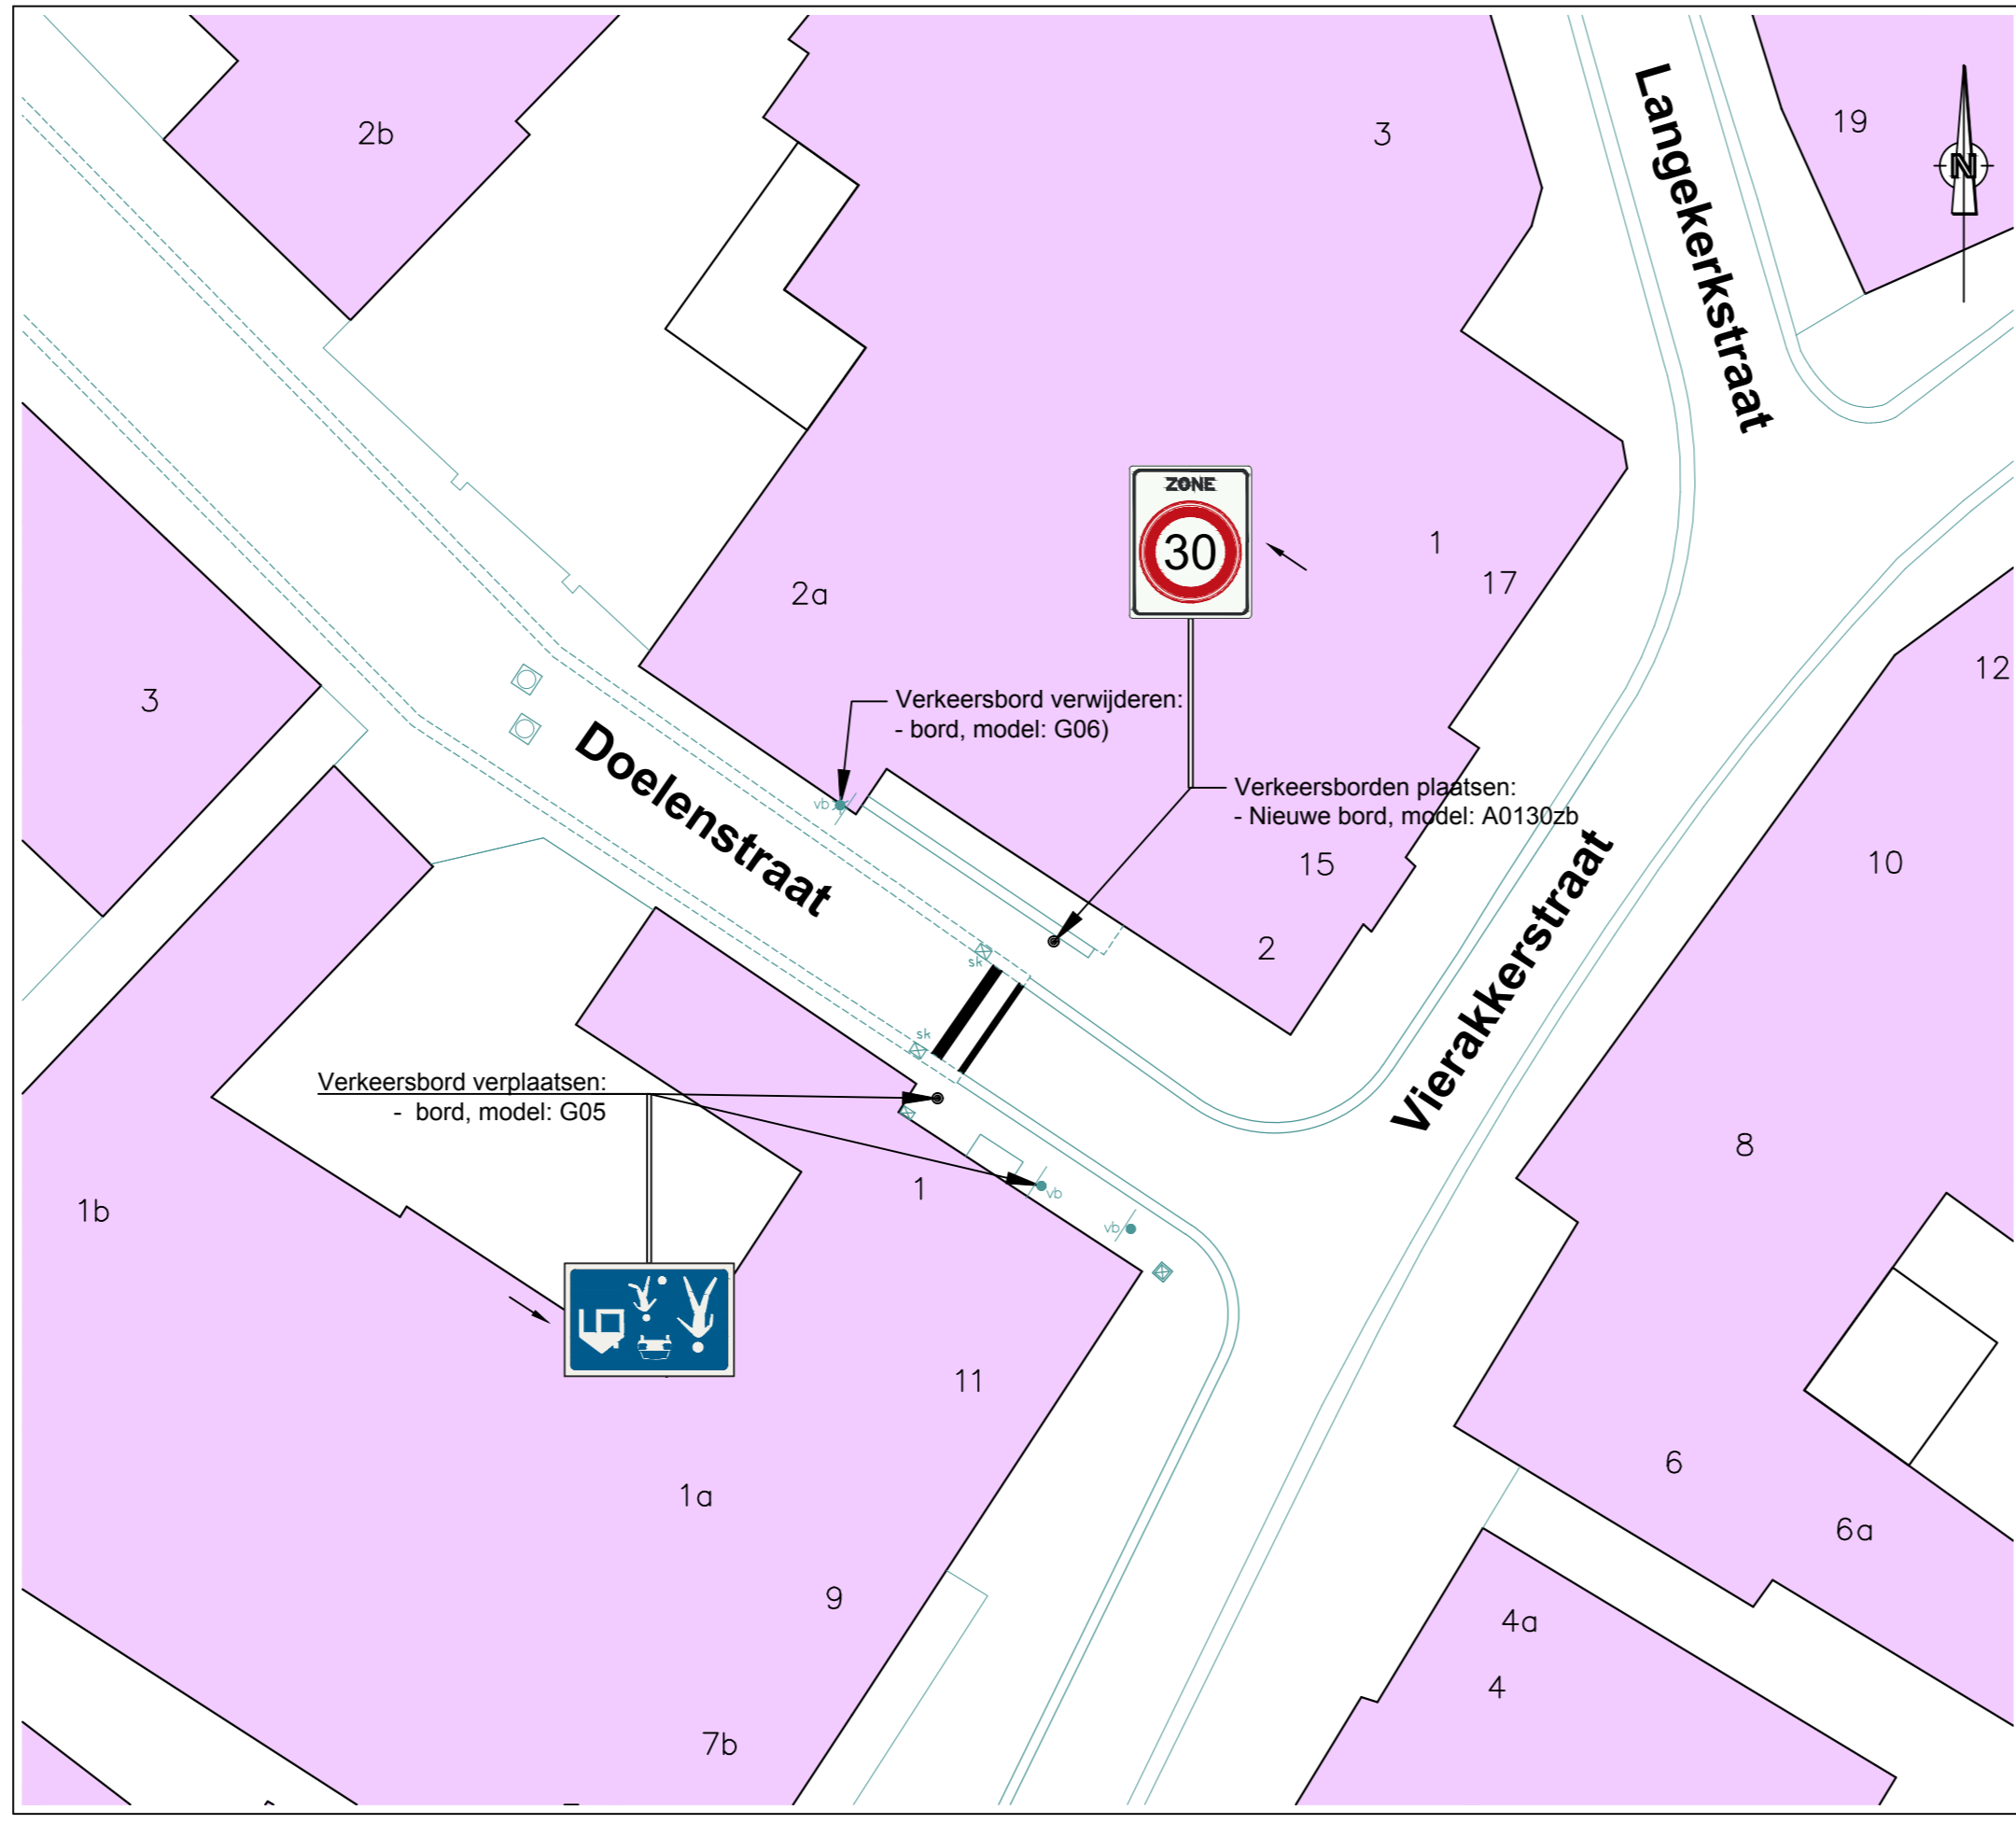 2b
3
Langekerkstraat
19
N
ZONE
30
1
17
2a
3
12
Verkeersbord verwijderen:
- bord, model: G06)
vb
Doelenstraat
Verkeersborden plaatsen:
- Nieuwe bord, model: A0130zb
15
10
2
sk
sk
Vierakkerstraat
Verkeersbord verplaatsen:
- bord, model: G05
8
1
vb
vb
1b
11
6
1a
6a
9
4a
4
7b